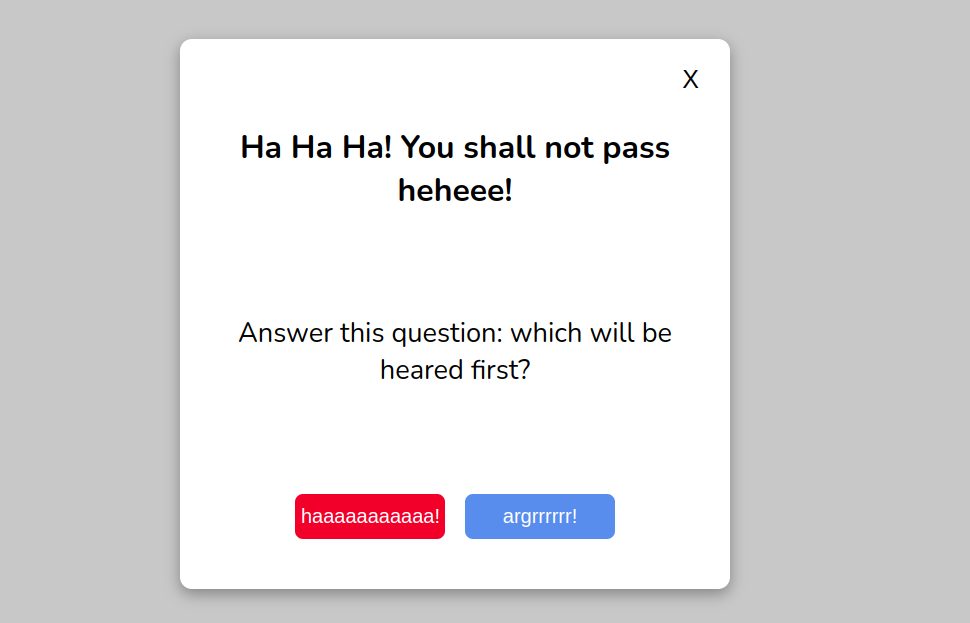 X
Ha Ha Ha! You shall not pass
heheee!
Answer this question: which will be
heared first?
haaaaaaaaaaa!
argrrrrrr!